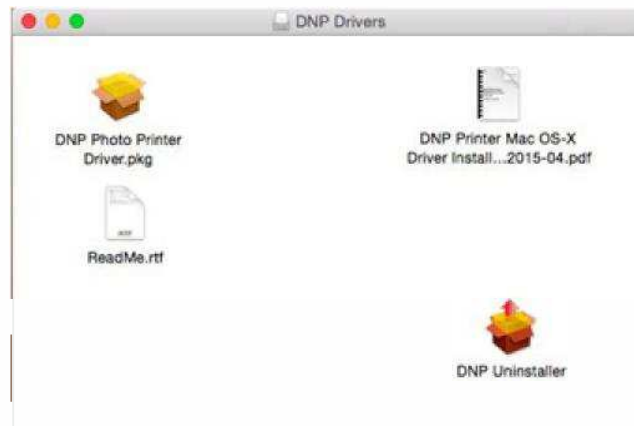 DNP Drivers
DNP Photo Printer
Driver.pkg
DNP Printer Mac OS-X
Driver Install...2015-04.pdf
RTF
ReadMe.rtf
DNP Uninstaller